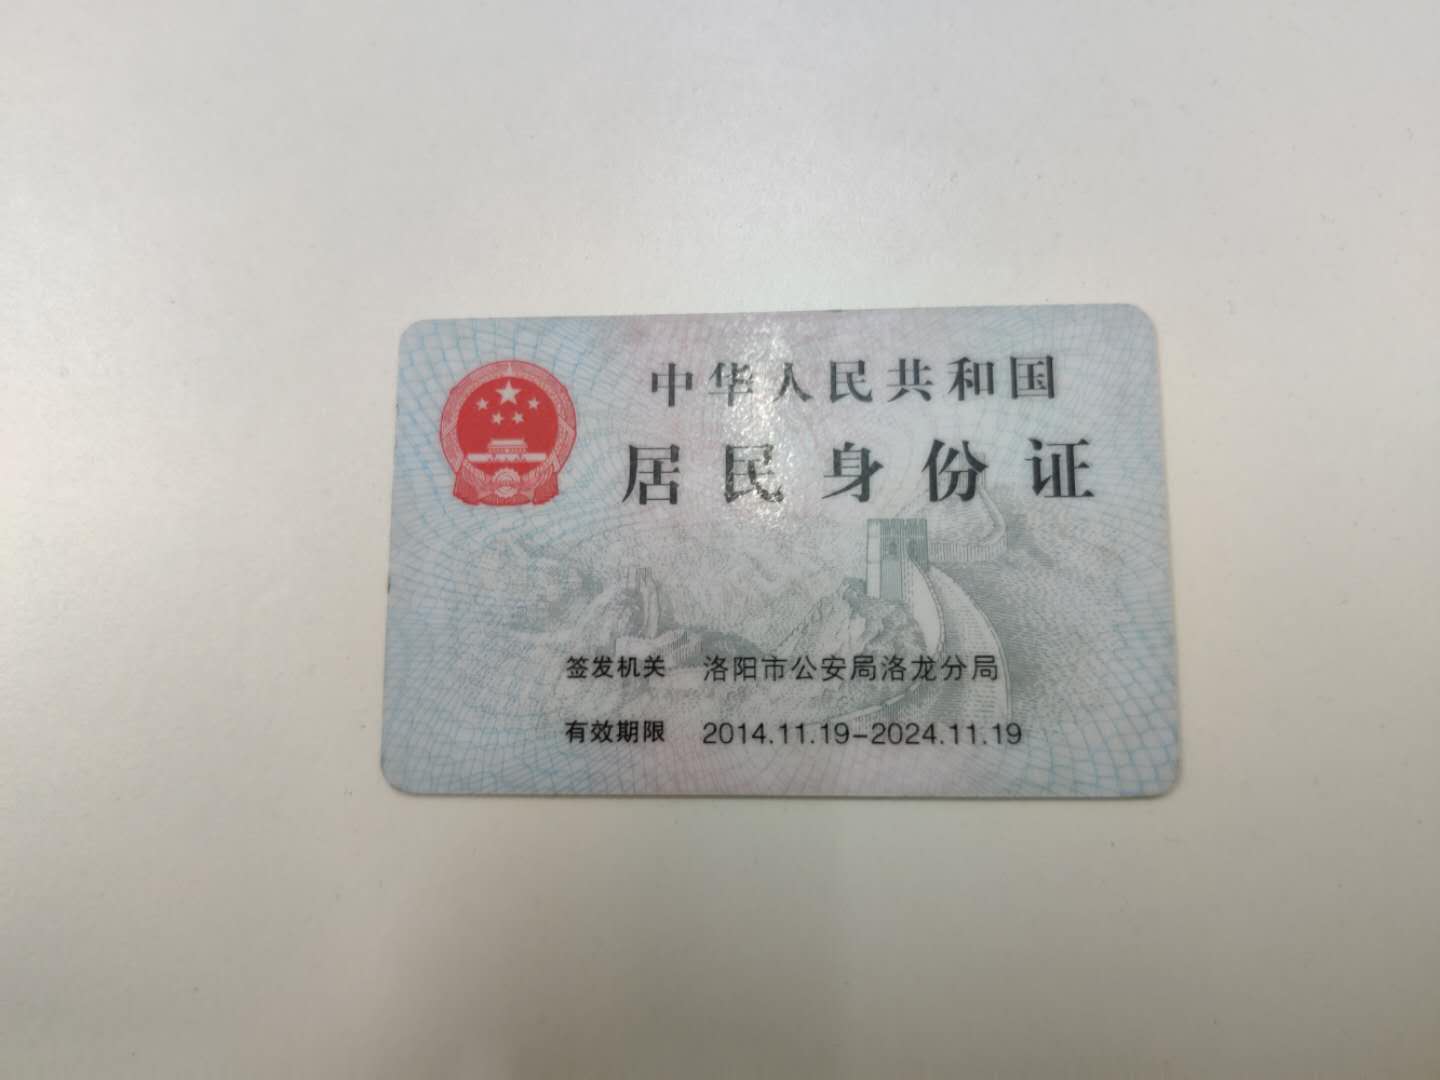 中华人民共和国
居民身份证
签发机关 洛阳市公安局洛龙分局
有效期限 2014.11.19-2024.11.19